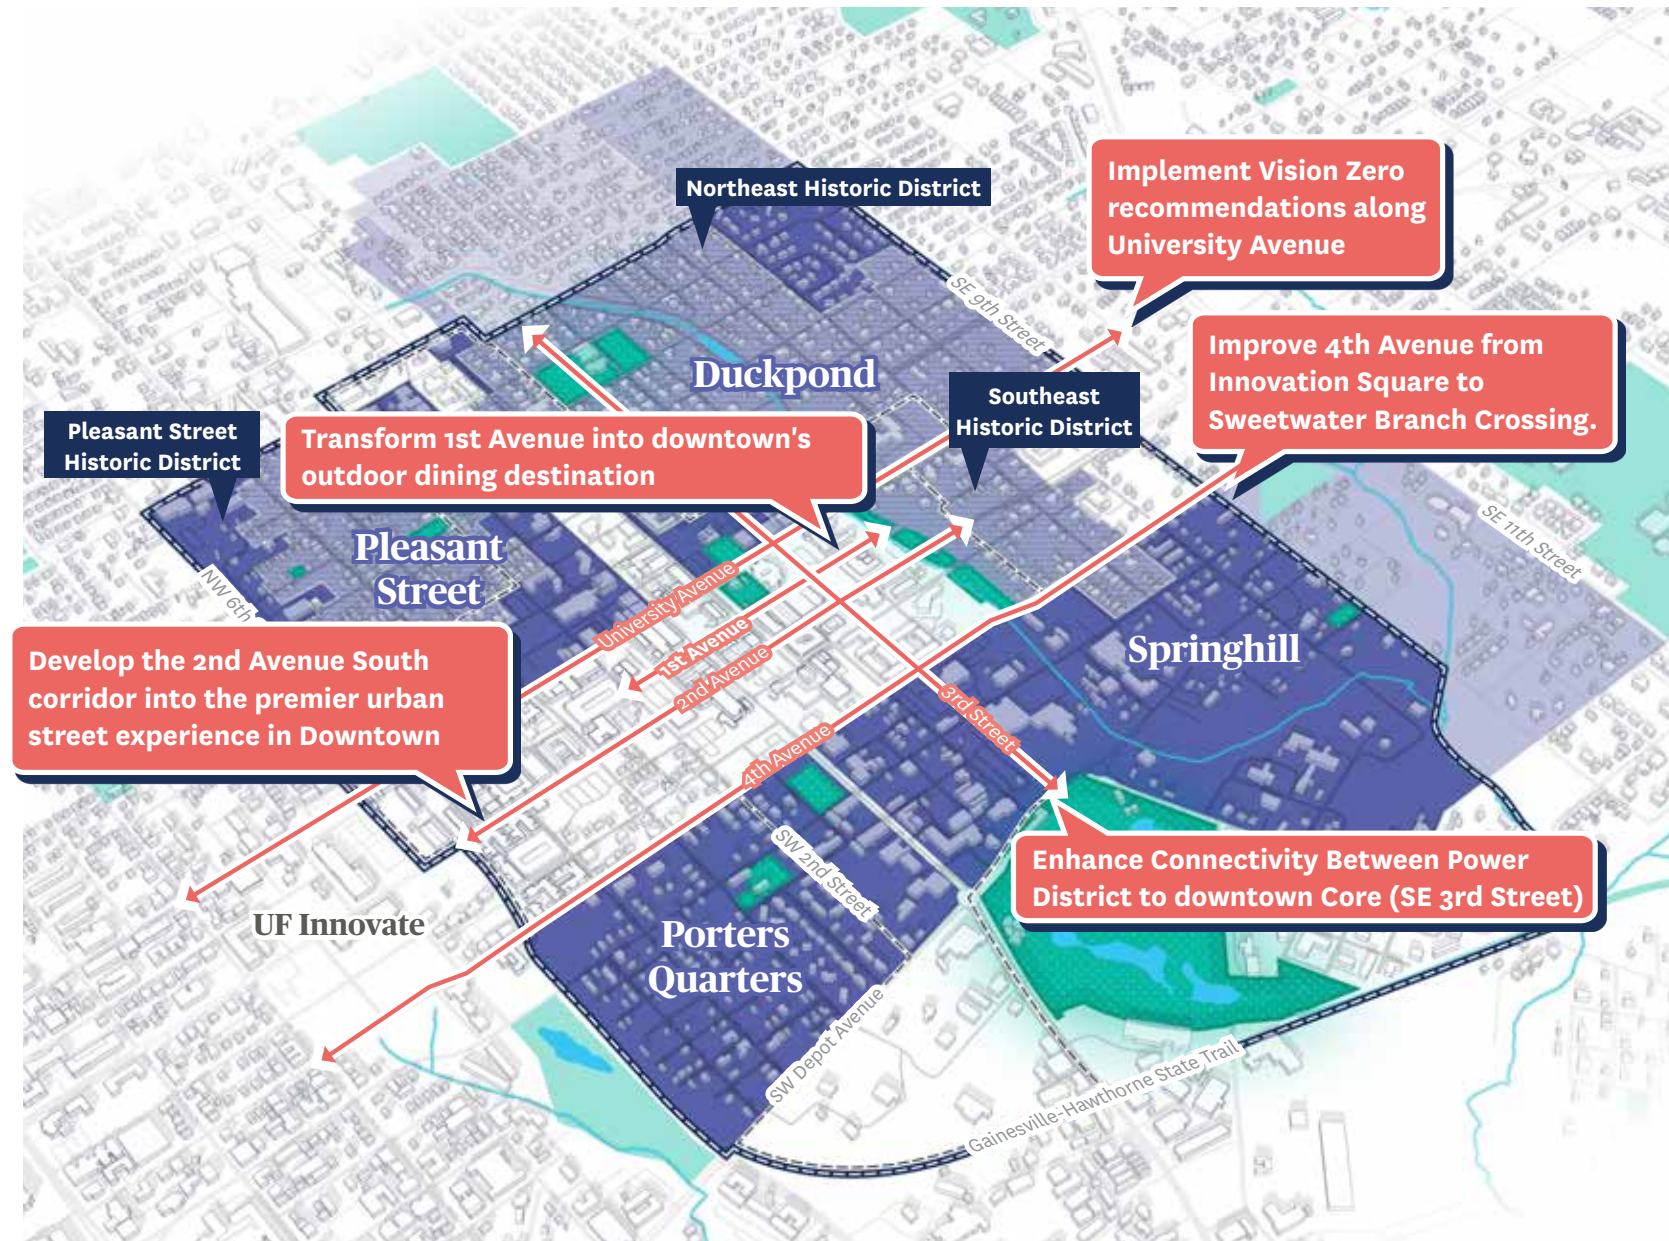 Northeast Historic District
Implement Vision Zero
recommendations along
University Avenue
SE 9th Street
Improve 4th Avenue from
Innovation Square to
Sweetwater Branch Crossing.
Duckpond
Southeast
Historic District
Pleasant Street
Historic District
Transform 1st Avenue into downtown's
outdoor dining destination
SE 11th Street
Pleasant
Street
NW 6th
University Avenue
1st Avenue
2nd Avenue
Springhill
Develop the 2nd Avenue South
corridor into the premier urban
street experience in Downtown
3rd Street
4th Avenue
SW 2nd Street
Enhance Connectivity Between Power
District to downtown Core (SE 3rd Street)
UF Innovate
Porters
Quarters
SW Depot Avenue
Gainesville-Hawthorne State Trail